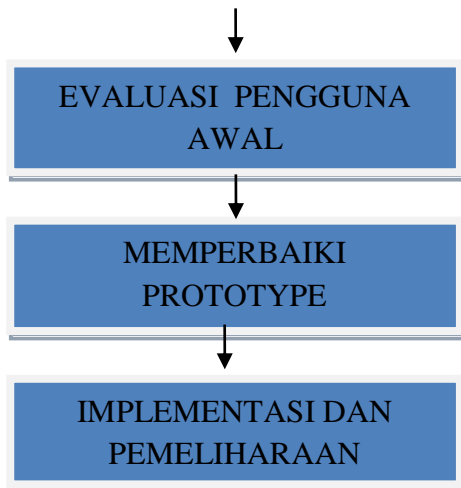 EVALUASI PENGGUNA
AWAL
MEMPERBAIKI
PROTOTYPE
IMPLEMENTASI DAN
PEMELIHARAAN